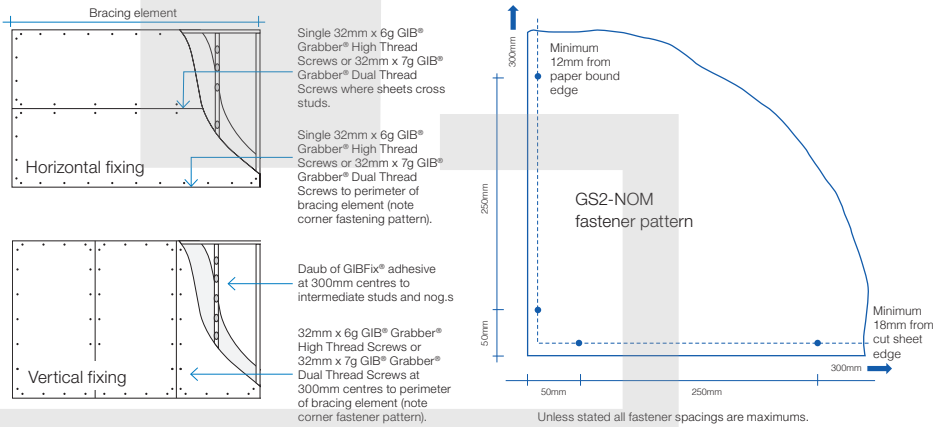 Bracing element
Single 32mm x 6g GIB®
Grabber® High Thread
Screws or 32mm x 7g GIB®
Grabber® Dual Thread
Screws where sheets cross
studs.
Horizontal fixing
Single 32mm x 6g GIB®
Grabber® High Thread
Screws or 32mm x 7g GIB®
Grabber® Dual Thread
Screws to perimeter of
bracing element (note
corner fastening pattern).
Daub of GIBFix® adhesive
at 300mm centres to
intermediate studs and nog.s
Vertical fixing
32mm x 6g GIB® Grabber®
High Thread Screws or
32mm x 7g GIB® Grabber®
Dual Thread Screws at
300mm centres to perimeter
of bracing element (note
corner fastener pattern).
300mm
Minimum
12mm from
paper bound
edge
250mm
GS2-NOM
fastener pattern
50mm
Minimum
18mm from
cut sheet
edge
300mm
50mm
250mm
Unless stated all fastener spacings are maximums.